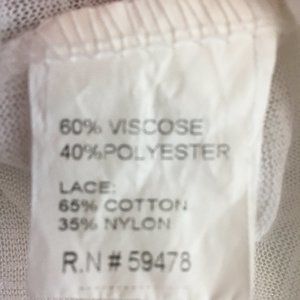 60% VISCOSE
40%POLYESTER
LACE:
65% COTTON
35% NYLON
R.N # 59478